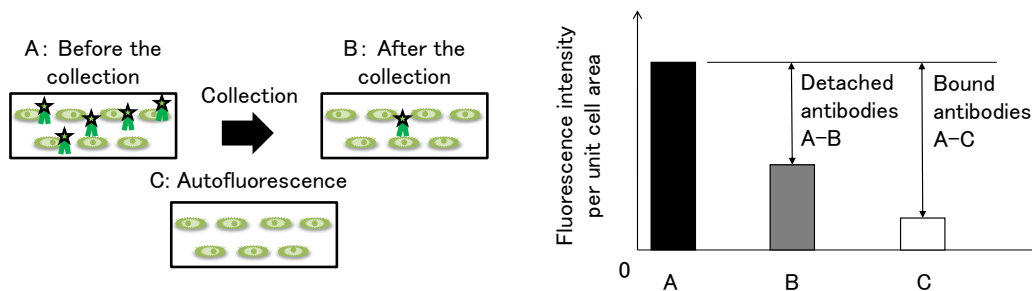 A: Before the
collection
B: After the
collection
Collection
C: Autofluorescence
Fluorescence intensity
per unit cell area
Detached
antibodies
A−B
Bound
antibodies
A−C
0
A
B
C